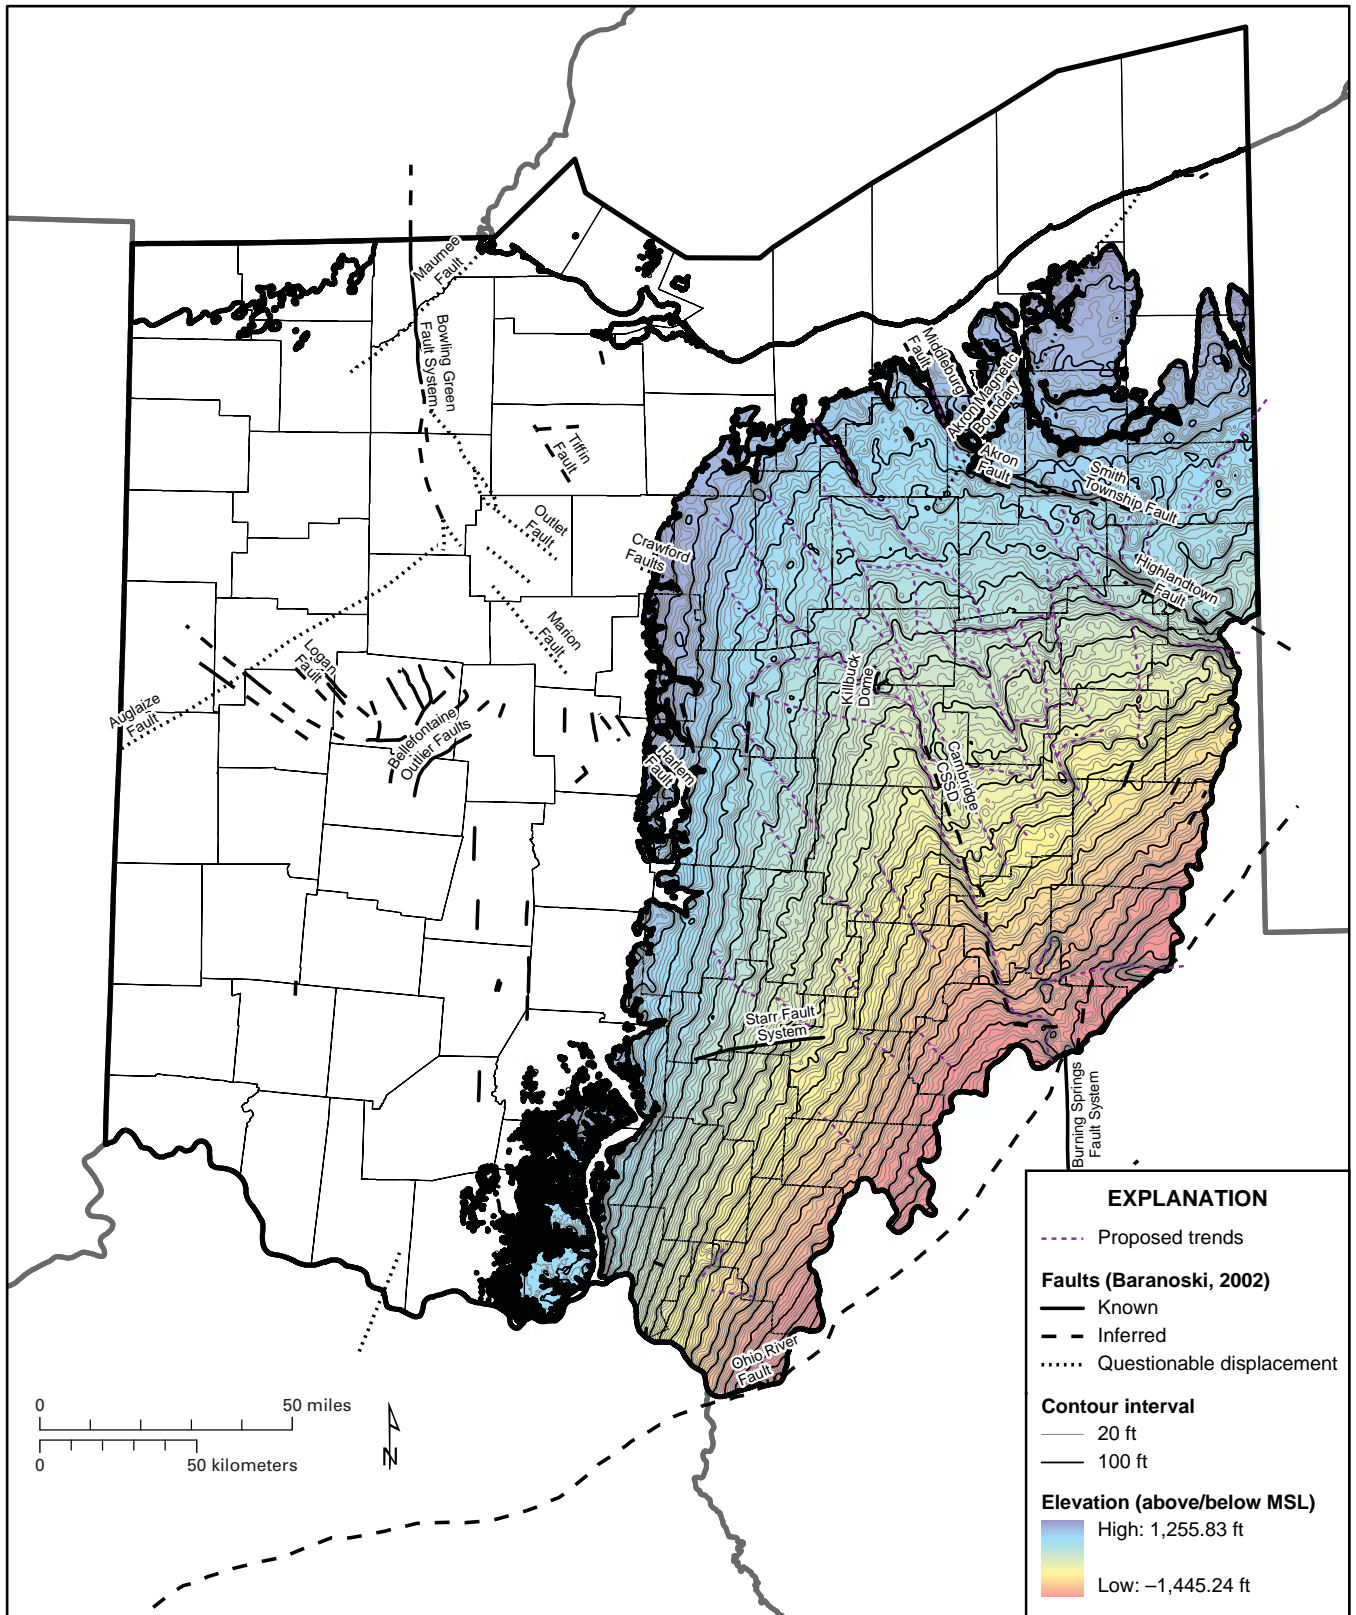 Maumee
Fault
Bowling Green
Fault System
Tiffin
Fault
Outlet
Fault
Marion
Fault
Crawford
Faults
Middleburg
Fault
Akron Magnetic
Boundary
Akron
Fault
Smith
Township Fault
Highlandtown
Fault
Logan
Fault
Auglaize
Fault
Bellefontaine
Outlier Faults
Harlem
Fault
Killbuck
Dome
Cambridge
CSSD
Starr Fault
System
Burning Springs
Fault System
Ohio River
Fault
0
50 miles
0
50 kilometers
N
EXPLANATION
Proposed trends
Faults (Baranoski, 2002)
Known
Inferred
Questionable displacement
Contour interval
20 ft
100 ft
Elevation (above/below MSL)
High: 1,255.83 ft
Low: –1,445.24 ft